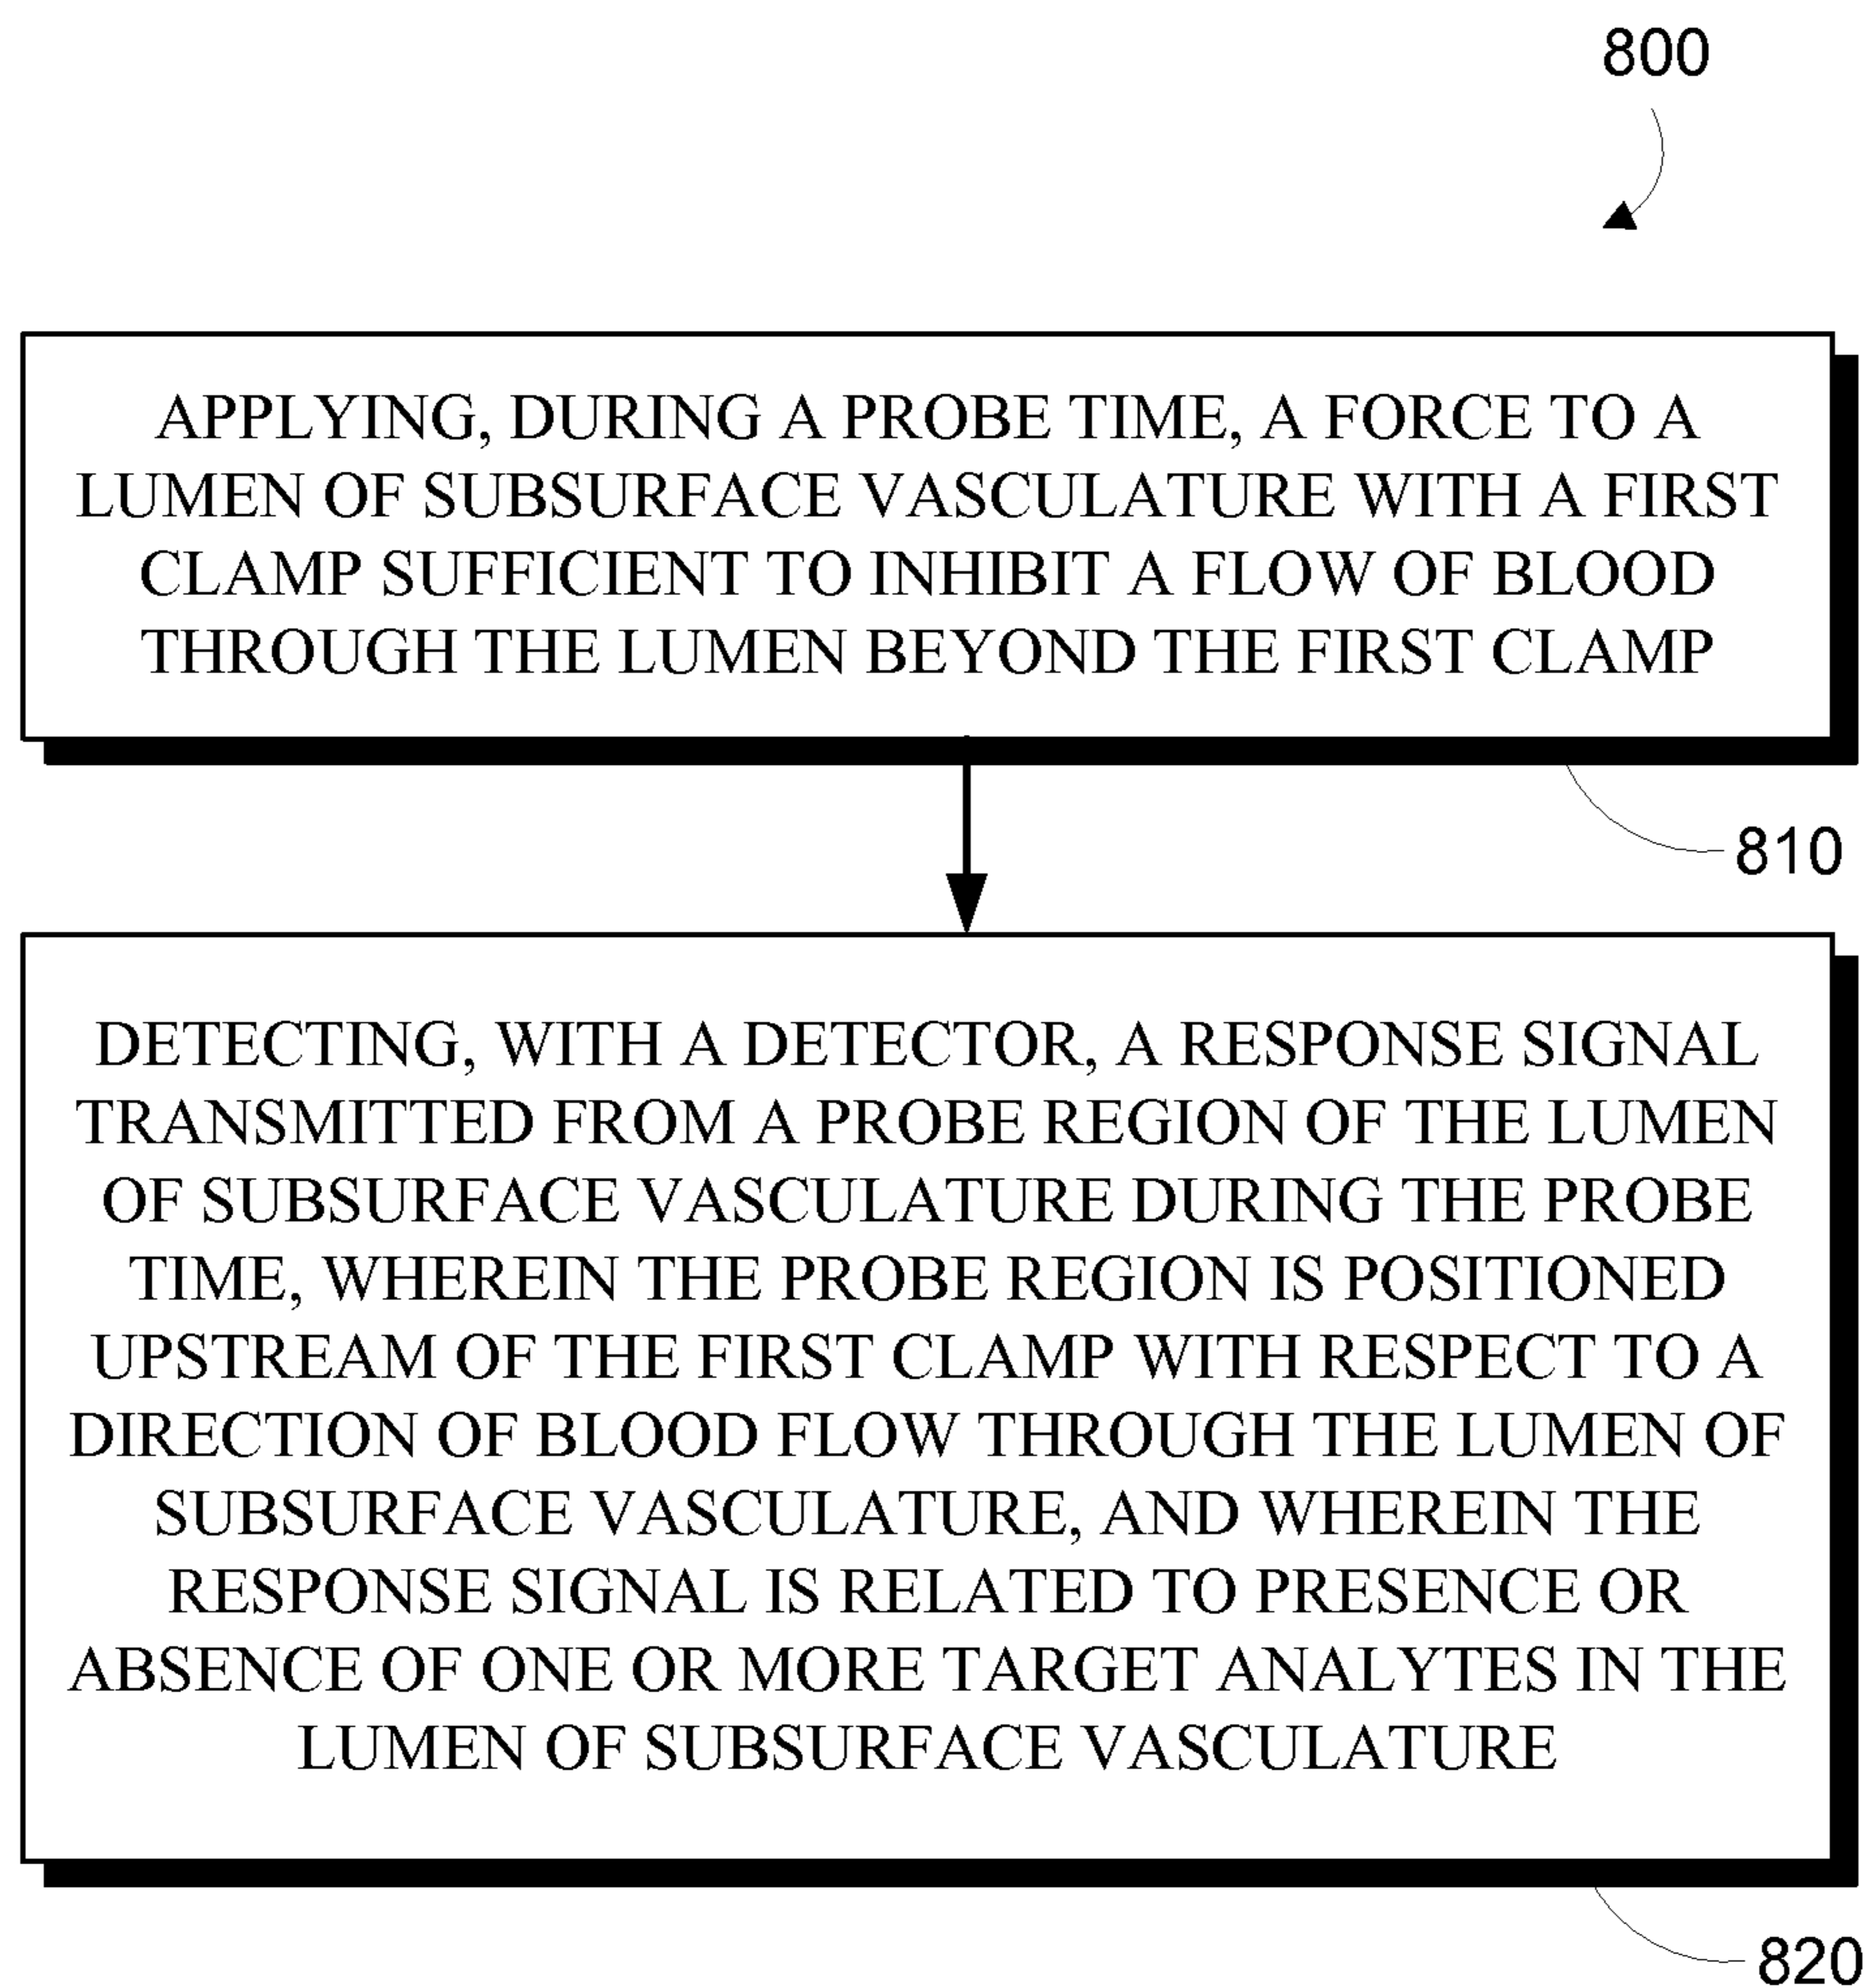 800
APPLYING, DURING A PROBE TIME, A FORCE TO A
LUMEN OF SUBSURFACE VASCULATURE WITH A FIRST
CLAMP SUFFICIENT TO INHIBIT A FLOW OF BLOOD
THROUGH THE LUMEN BEYOND THE FIRST CLAMP
810
DETECTING, WITH A DETECTOR, A RESPONSE SIGNAL
TRANSMITTED FROM A PROBE REGION OF THE LUMEN
OF SUBSURFACE VASCULATURE DURING THE PROBE
TIME, WHEREIN THE PROBE REGION IS POSITIONED
UPSTREAM OF THE FIRST CLAMP WITH RESPECT TO A
DIRECTION OF BLOOD FLOW THROUGH THE LUMEN OF
SUBSURFACE VASCULATURE, AND WHEREIN THE
RESPONSE SIGNAL IS RELATED TO PRESENCE OR
ABSENCE OF ONE OR MORE TARGET ANALYTES IN THE
LUMEN OF SUBSURFACE VASCULATURE
820